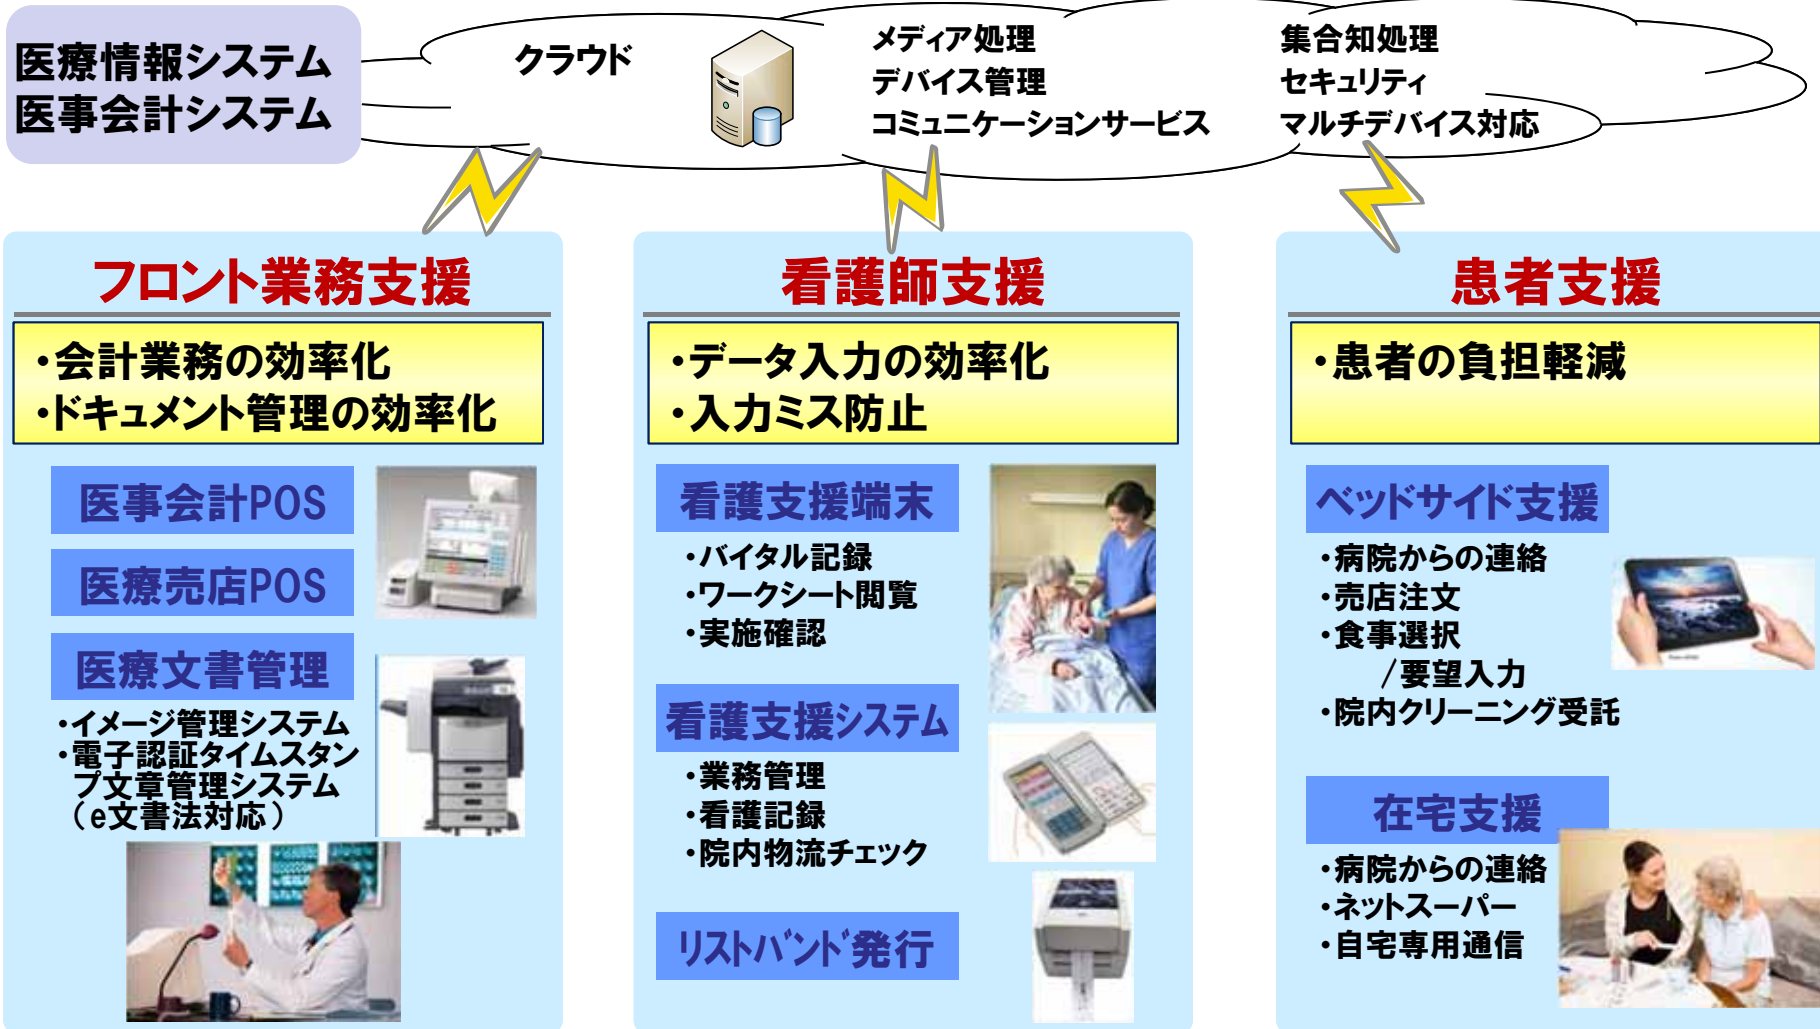 医療情報システム
医事会計システム
クラウド
メディア処理
デバイス管理
コミュニケーションサービス
集合知処理
セキュリティ
マルチデバイス対応
フロント業務支援
・会計業務の効率化
・ドキュメント管理の効率化
医事会計POS
医療売店POS
医療文書管理
・イメージ管理システム
・電子認証タイムスタン
プ文章管理システム
（e文書法対応）
看護師支援
・データ入力の効率化
・入力ミス防止
看護支援端末
・バイタル記録
・ワークシート閲覧
・実施確認
看護支援システム
・業務管理
・看護記録
・院内物流チェック
リストバンド発行
患者支援
・患者の負担軽減
ベッドサイド支援
・病院からの連絡
・売店注文
・食事選択
/要望入力
・院内クリーニング受託
在宅支援
・病院からの連絡
・ネットスーパー
・自宅専用通信